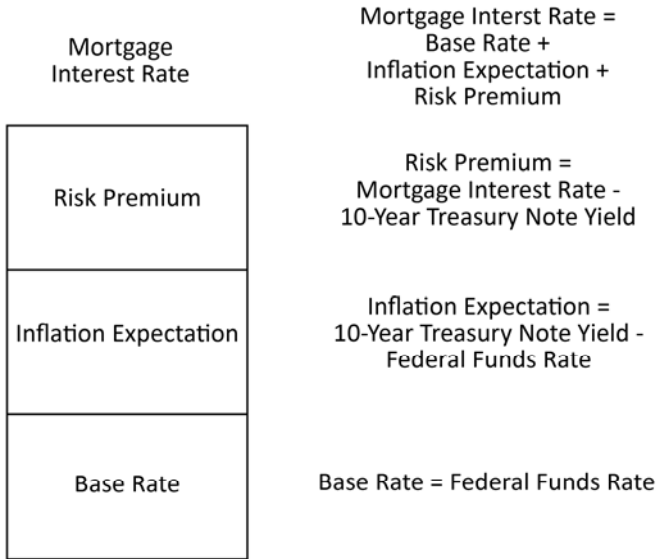 Mortgage
Interest Rate
Mortgage Interst Rate =
Base Rate +
Inflation Expectation +
Risk Premium
Risk Premium
Risk Premium =
Mortgage Interest Rate -
10-Year Treasury Note Yield
Inflation Expectation
Inflation Expectation =
10-Year Treasury Note Yield -
Federal Funds Rate
Base Rate
Base Rate = Federal Funds Rate